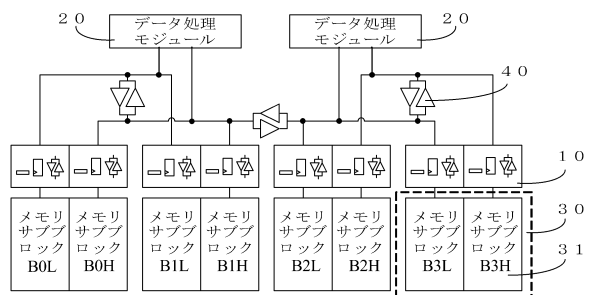 ２０
データ処理
モジュール
データ処理
モジュール
２０
４０
１０
３０
３１
メモリ
サブブ
ロック
B0L
メモリ
サブブ
ロック
B0H
メモリ
サブブ
ロック
B1L
メモリ
サブブ
ロック
B1H
メモリ
サブブ
ロック
B2L
メモリ
サブブ
ロック
B2H
メモリ
サブブ
ロック
B3L
メモリ
サブブ
ロック
B3H